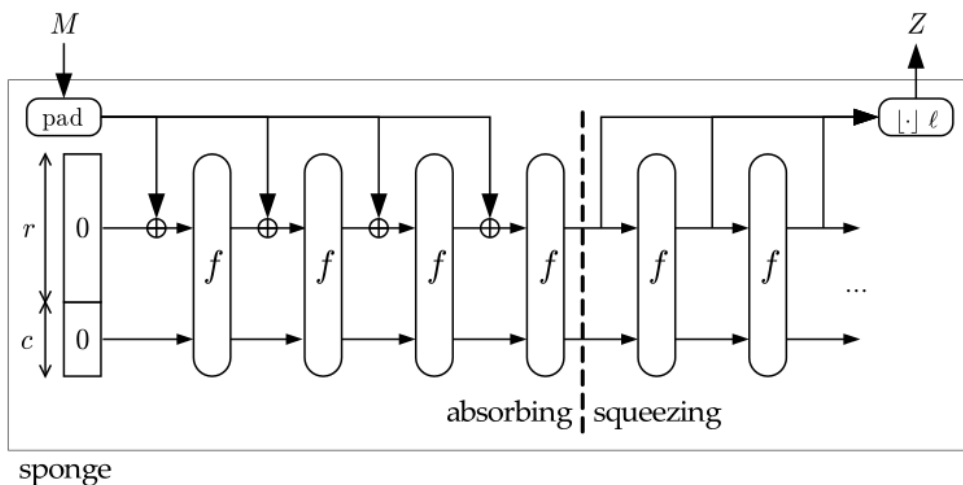 M Z
pad ⌊·⌋ ℓ
r 0 ⊕ ⊕ ⊕ ⊕
f f f f f f
...
c 0
absorbing squeezing
sponge